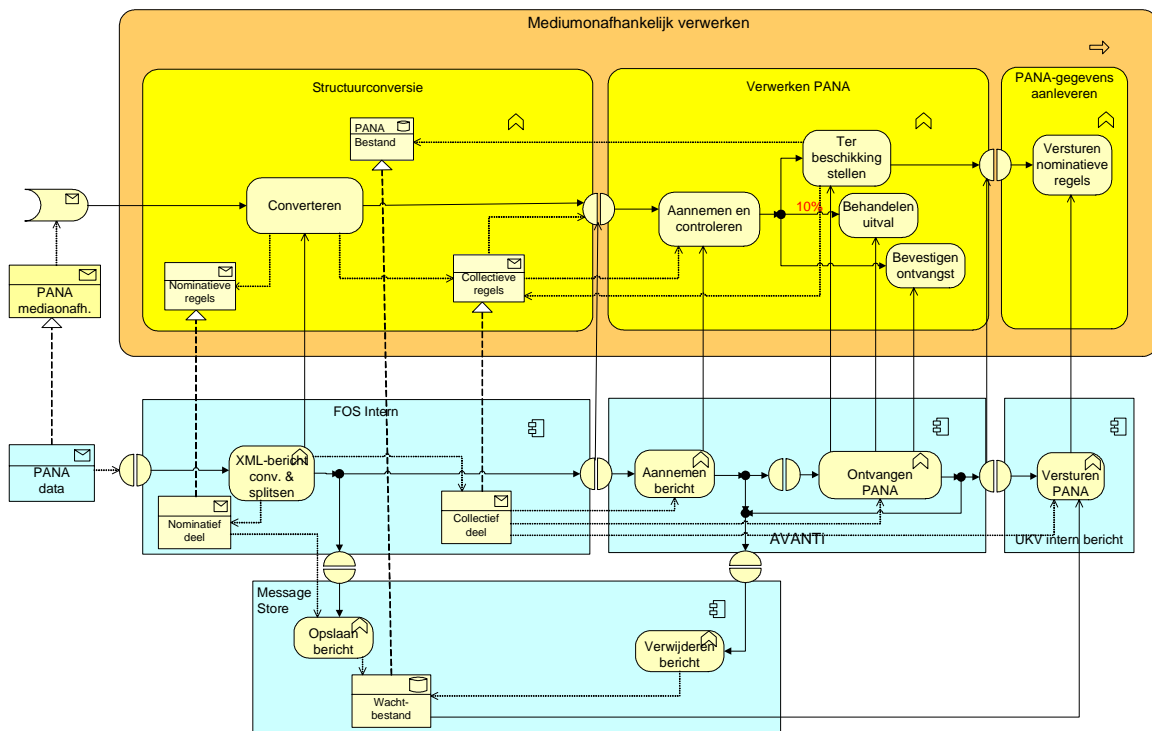 Mediumonafhankelijk verwerken
Structuurconversie
Verwerken PANA
PANA-gegevens
aanleveren
PANA
Bestand
Ter
beschikking
stellen
Versturen
nominatieve
regels
Converteren
Aannemen en
controleren
10%
Behandelen
uitval
Bevestigen
ontvangst
PANA
mediaonafh.
Nominatieve
regels
Collectieve
regels
FOS Intern
PANA
data
XML-bericht
conv. &
splitsen
Nominatief
deel
Collectief
deel
Aannemen
bericht
Ontvangen
PANA
AVANTi
Versturen
PANA
UKV intern bericht
Message
Store
Opslaan
bericht
Verwijderen
bericht
Wacht-
bestand